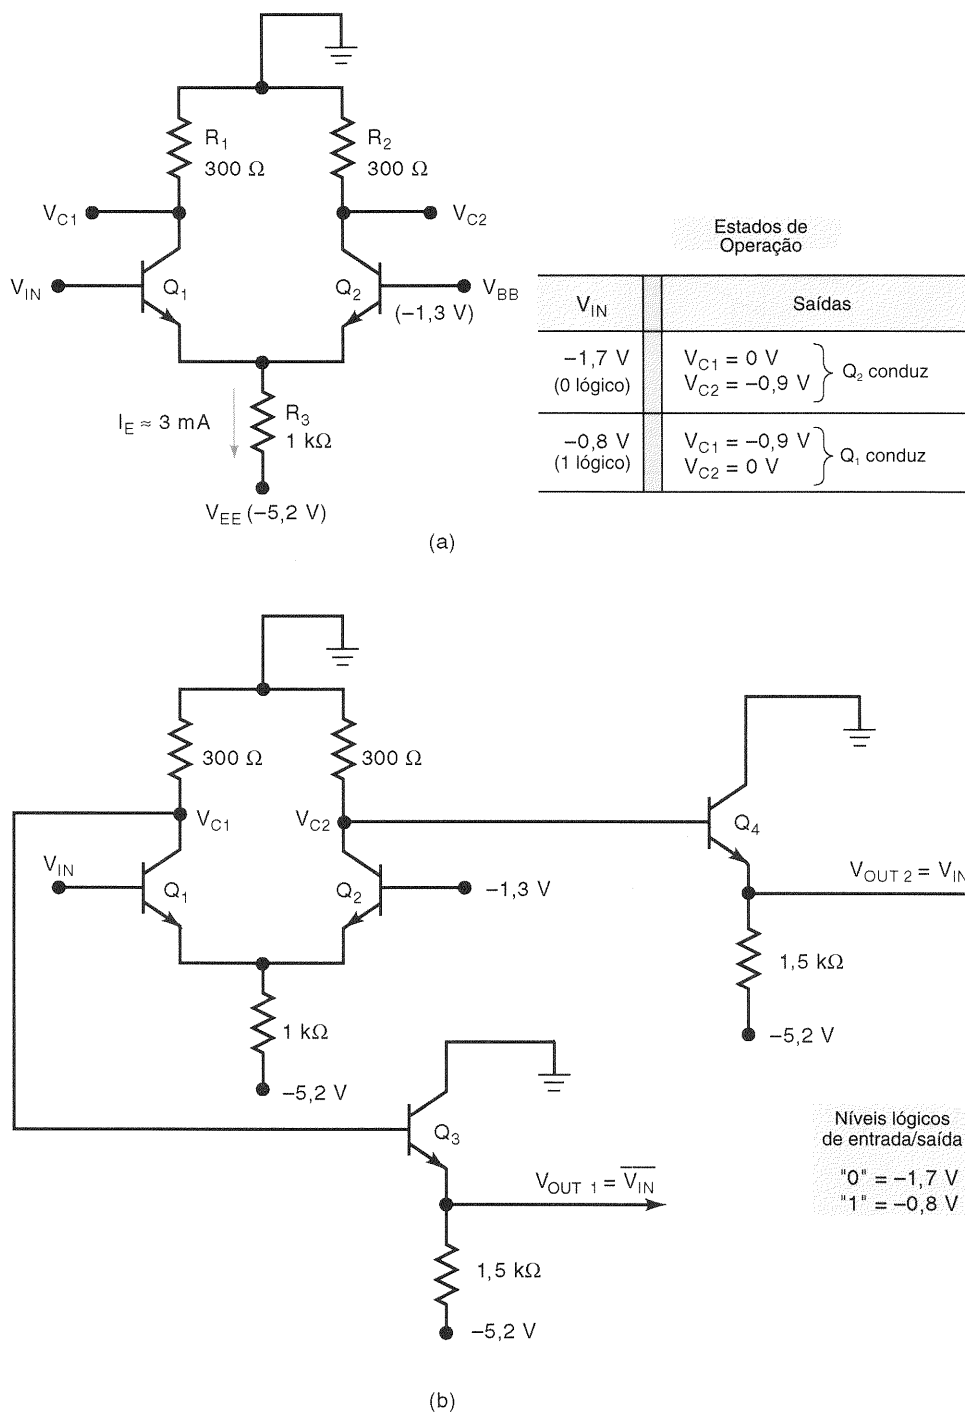 R1
300 Ω
R2
300 Ω
VC1
VC2
VIN
Q1
Q2
VBB
(−1,3 V)
IE ≈ 3 mA
R3
1 kΩ
VEE (−5,2 V)
Estados de
Operação
VIN
Saídas
−1,7 V
(0 lógico)
VC1 = 0 V
VC2 = −0,9 V
Q2 conduz
−0,8 V
(1 lógico)
VC1 = −0,9 V
VC2 = 0 V
Q1 conduz
(a)
300 Ω
300 Ω
VC1
VC2
Q4
VIN
Q1
Q2
−1,3 V
VOUT 2 = VIN
1,5 kΩ
1 kΩ
−5,2 V
−5,2 V
Q3
VOUT 1 = V̅I̅N̅
1,5 kΩ
−5,2 V
Níveis lógicos
de entrada/saída
"0" = −1,7 V
"1" = −0,8 V
(b)